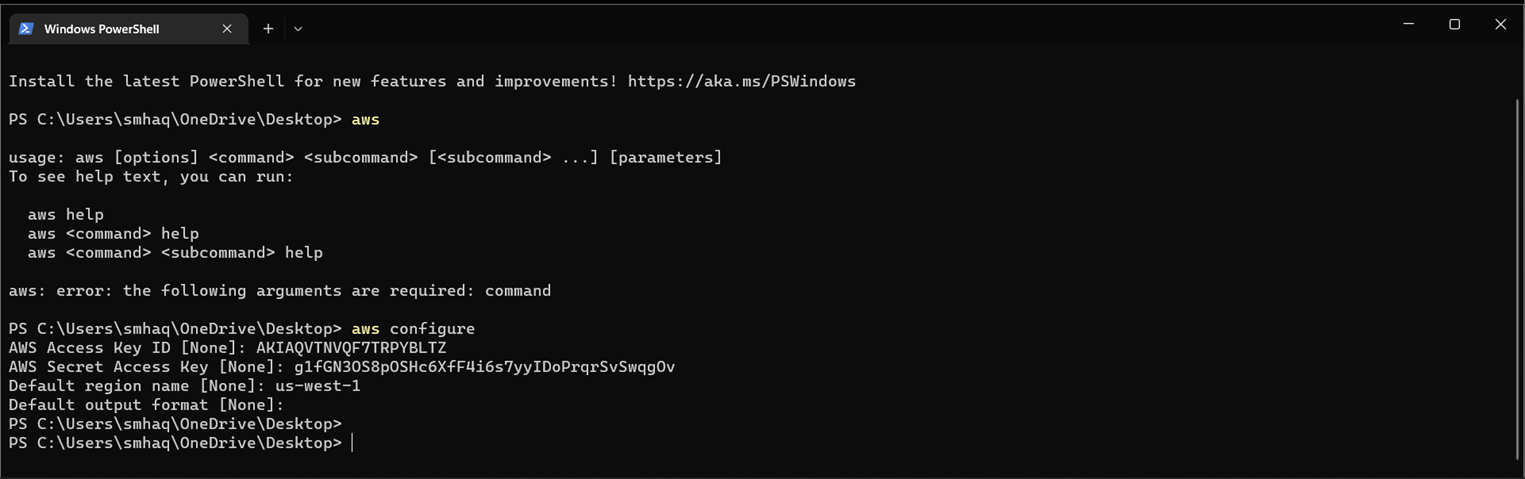 Windows PowerShell
Install the latest PowerShell for new features and improvements! https://aka.ms/PSWindows
PS C:\Users\smhaq\OneDrive\Desktop> aws
usage: aws [options] <command> <subcommand> [<subcommand> ...] [parameters]
To see help text, you can run:
aws help
aws <command> help
aws <command> <subcommand> help
aws: error: the following arguments are required: command
PS C:\Users\smhaq\OneDrive\Desktop> aws configure
AWS Access Key ID [None]: AKIAQVTNVQF7TRPYBLTZ
AWS Secret Access Key [None]: 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
Default region name [None]: us-west-1
Default output format [None]:
PS C:\Users\smhaq\OneDrive\Desktop>
PS C:\Users\smhaq\OneDrive\Desktop>